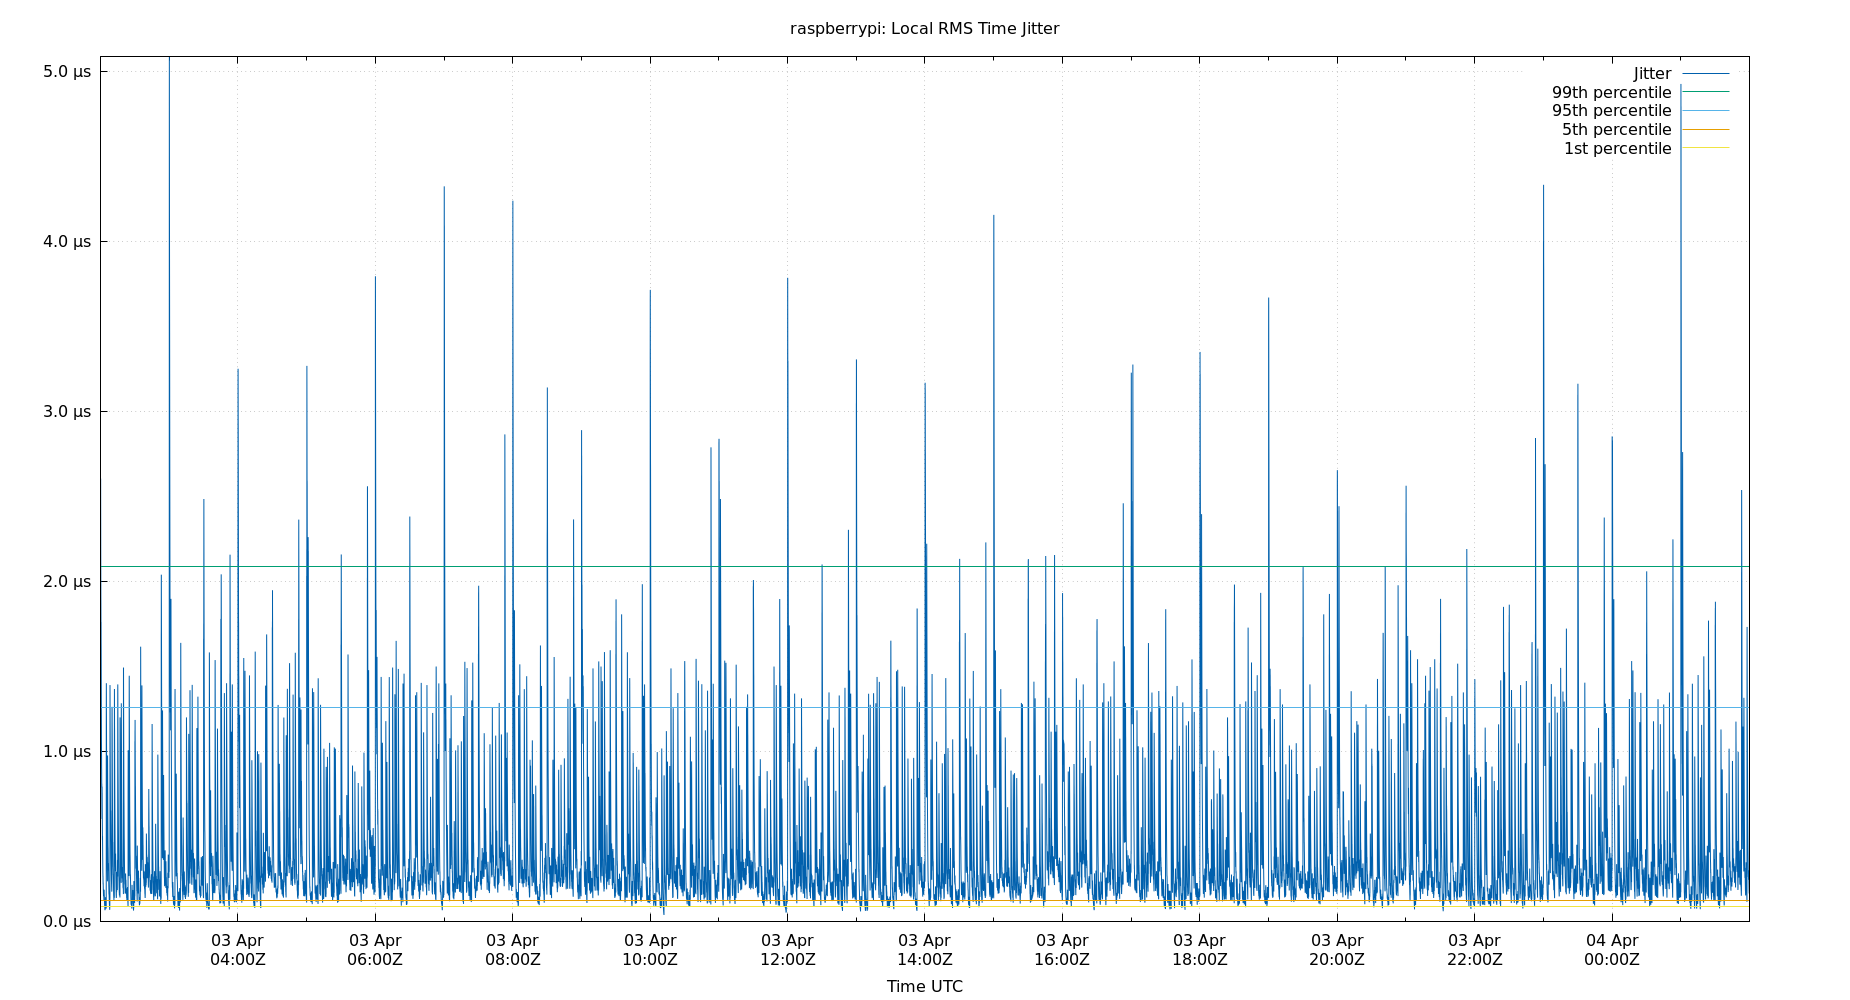 raspberrypi: Local RMS Time Jitter
5.0 µs
4.0 µs
3.0 µs
2.0 µs
1.0 µs
0.0 µs
Jitter
99th percentile
95th percentile
5th percentile
1st percentile
03 Apr 03 Apr 03 Apr 03 Apr 03 Apr 03 Apr 03 Apr 03 Apr 03 Apr 03 Apr 04 Apr
04:00Z 06:00Z 08:00Z 10:00Z 12:00Z 14:00Z 16:00Z 18:00Z 20:00Z 22:00Z 00:00Z
Time UTC